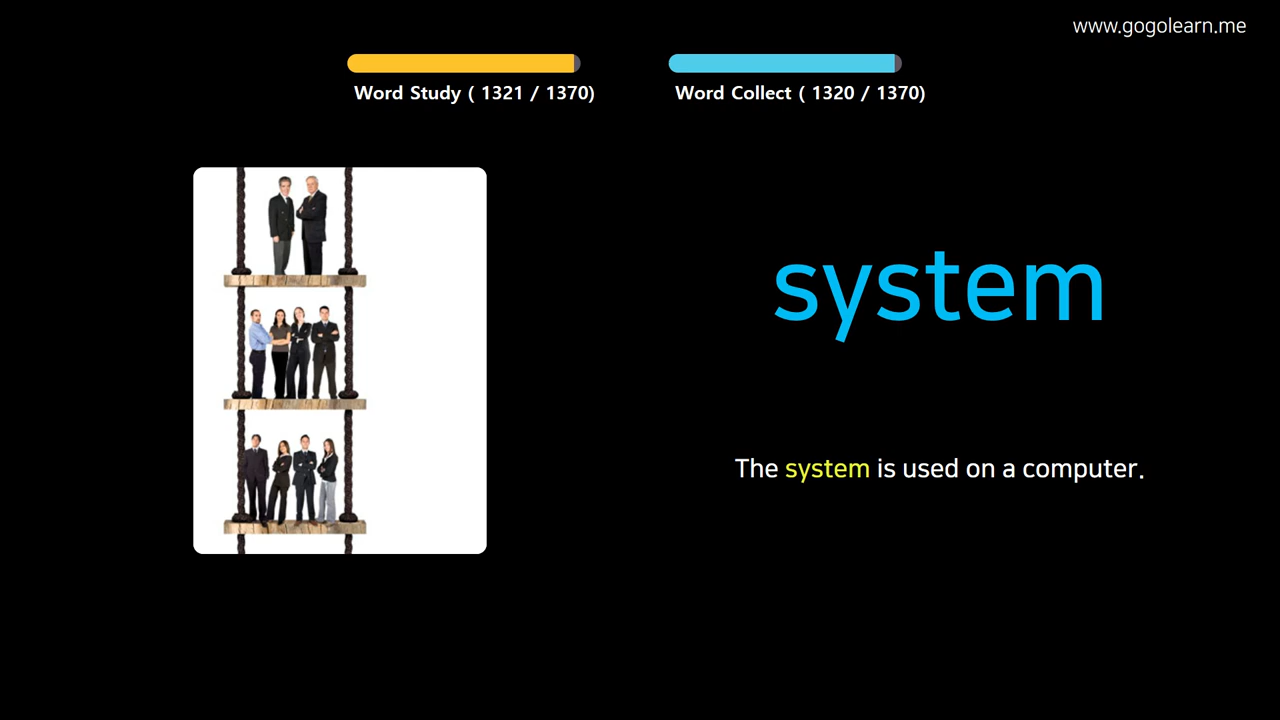 www.gogolearn.me
Word Study ( 1321 / 1370)
Word Collect ( 1320 / 1370)
system
The system is used on a computer.